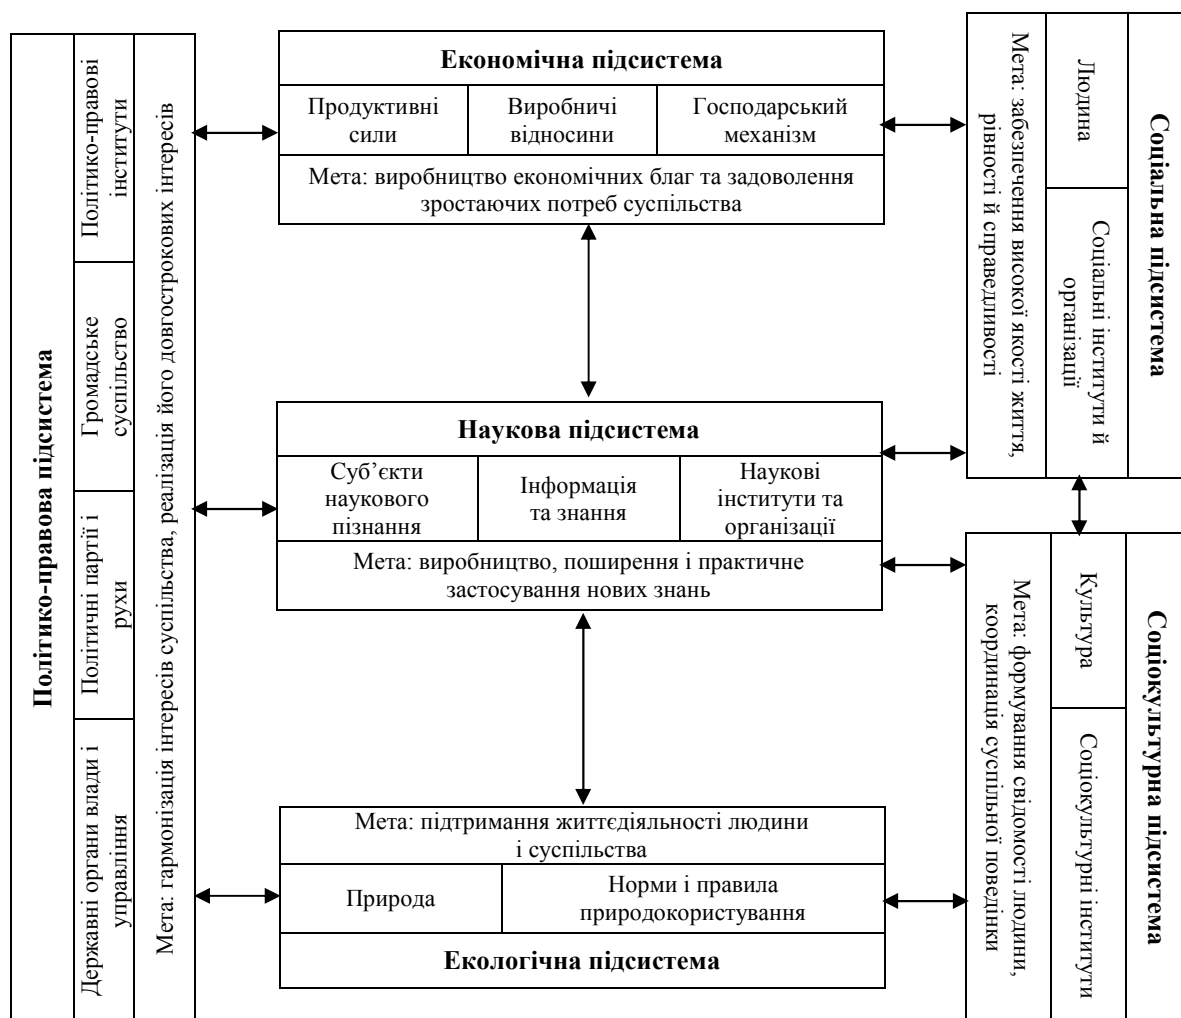 Політико-правова підсистема
Політико-правові
інститути
Громадське
суспільство
Політичні партії і
рухи
Державні органи влади і
управління
Мета: гармонізація інтересів суспільства, реалізація його довгострокових інтересів
Економічна підсистема
Продуктивні
сили
Виробничі
відносини
Господарський
механізм
Мета: виробництво економічних благ та задоволення
зростаючих потреб суспільства
Наукова підсистема
Суб’єкти
наукового
пізнання
Інформація
та знання
Наукові
інститути та
організації
Мета: виробництво, поширення і практичне
застосування нових знань
Мета: підтримання життєдіяльності людини
і суспільства
Природа
Норми і правила
природокористування
Екологічна підсистема
Соціальна підсистема
Людина
Соціальні інститути й
організації
Мета: забезпечення високої якості життя,
рівності й справедливості
Соціокультурна підсистема
Культура
Соціокультурні інститути
Мета: формування свідомості людини,
координація суспільної поведінки